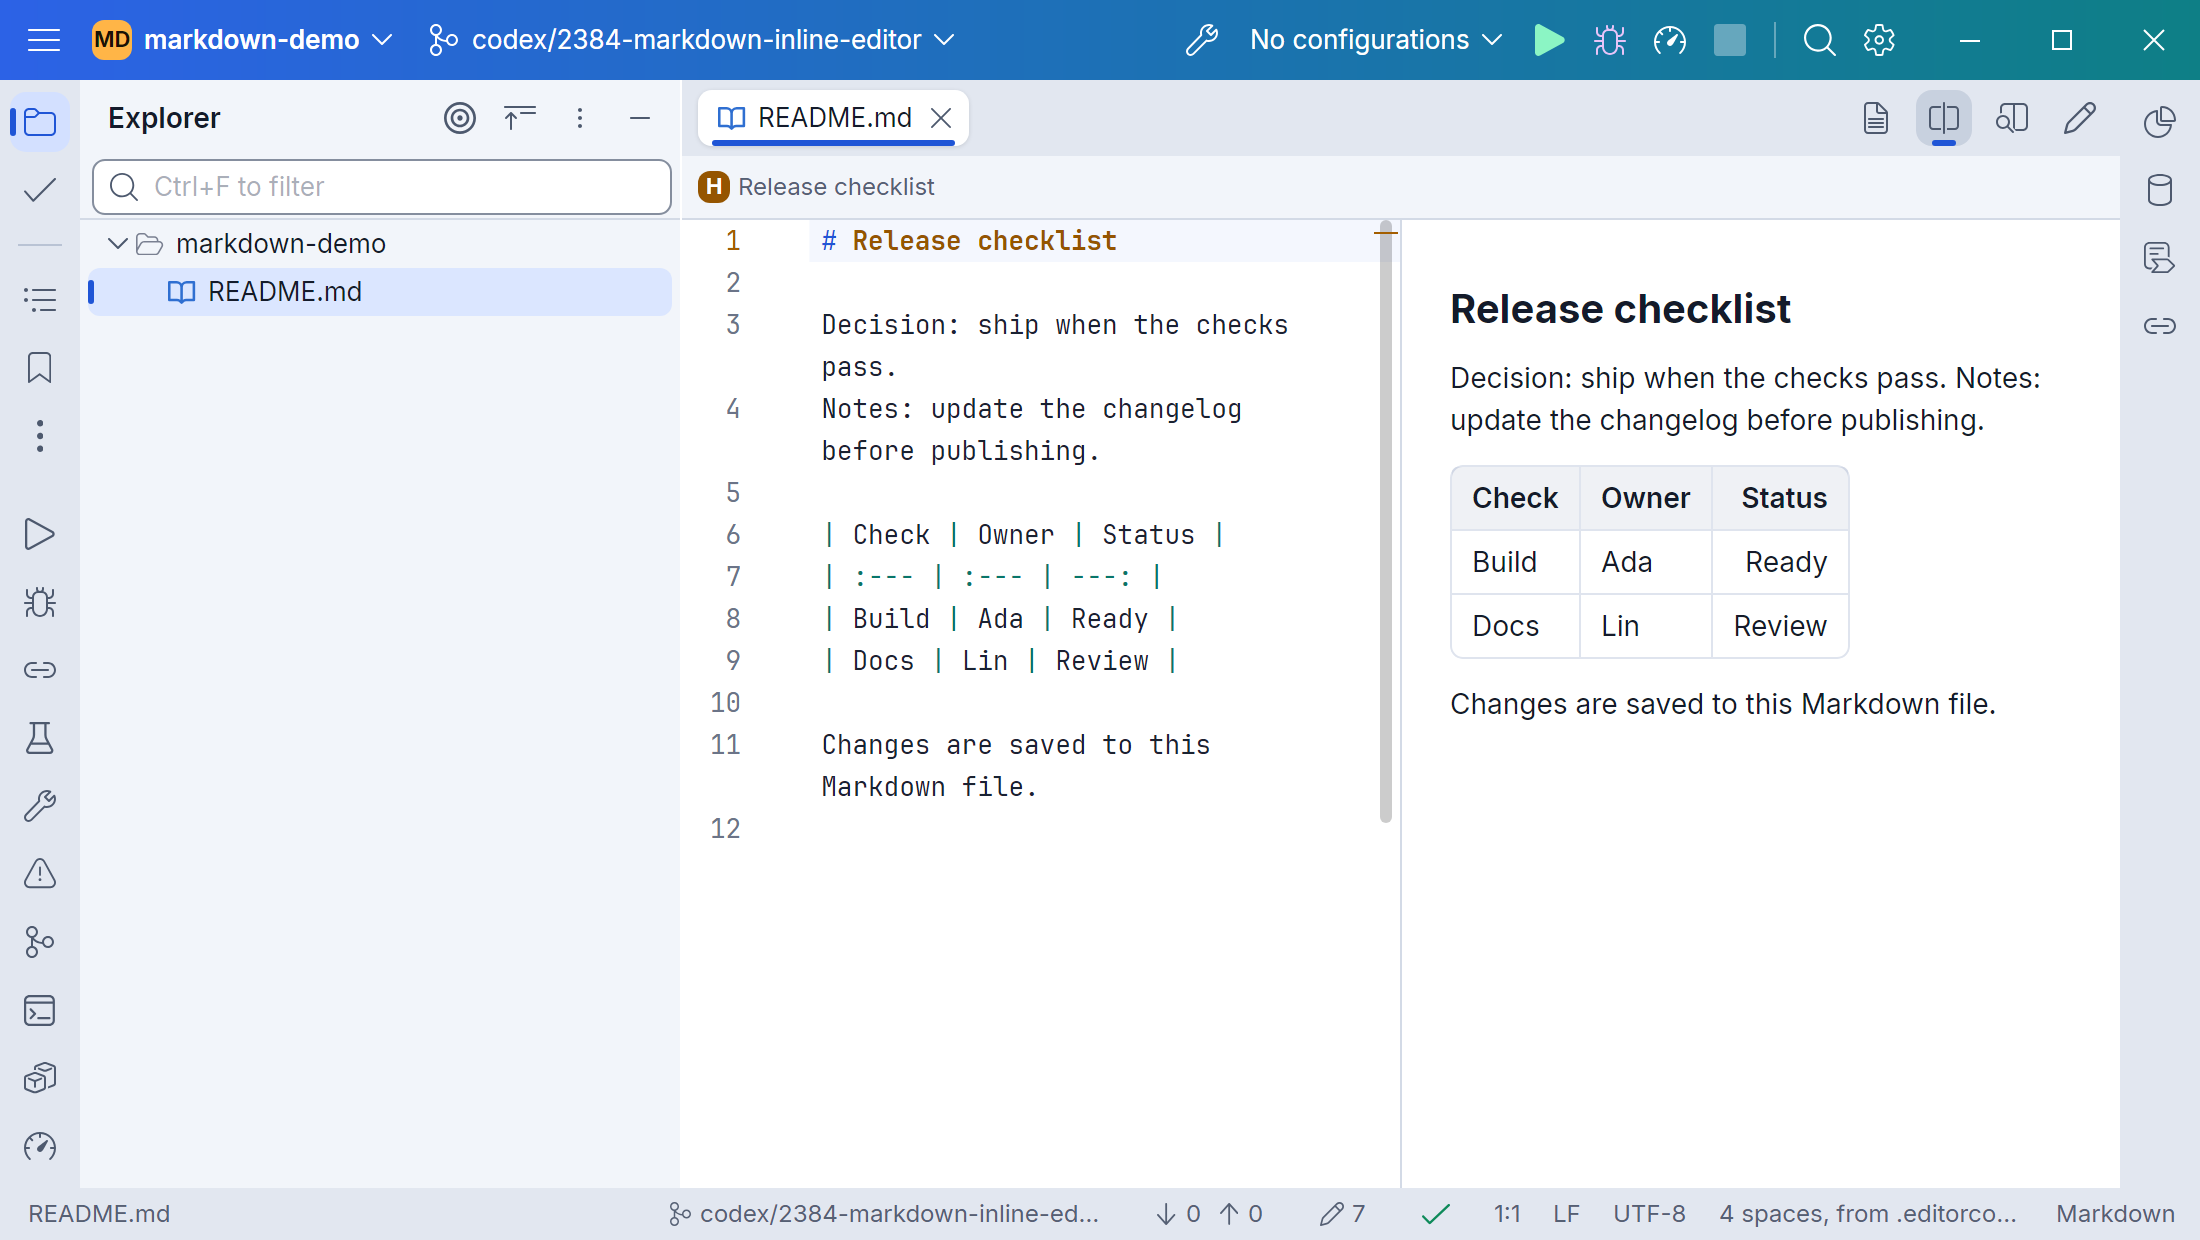 MD markdown-demo codex/2384-markdown-inline-editor No configurations
Explorer
Ctrl+F to filter
markdown-demo
README.md
README.md
H Release checklist
1 # Release checklist
2
3 Decision: ship when the checks
pass.
4 Notes: update the changelog
before publishing.
5
6 | Check | Owner | Status |
7 | :--- | :--- | ---: |
8 | Build | Ada | Ready |
9 | Docs | Lin | Review |
10
11 Changes are saved to this
Markdown file.
12
Release checklist
Decision: ship when the checks pass. Notes:
update the changelog before publishing.
Check Owner Status
Build Ada Ready
Docs Lin Review
Changes are saved to this Markdown file.
README.md codex/2384-markdown-inline-ed... 0 0 7 1:1 LF UTF-8 4 spaces, from .editorco... Markdown